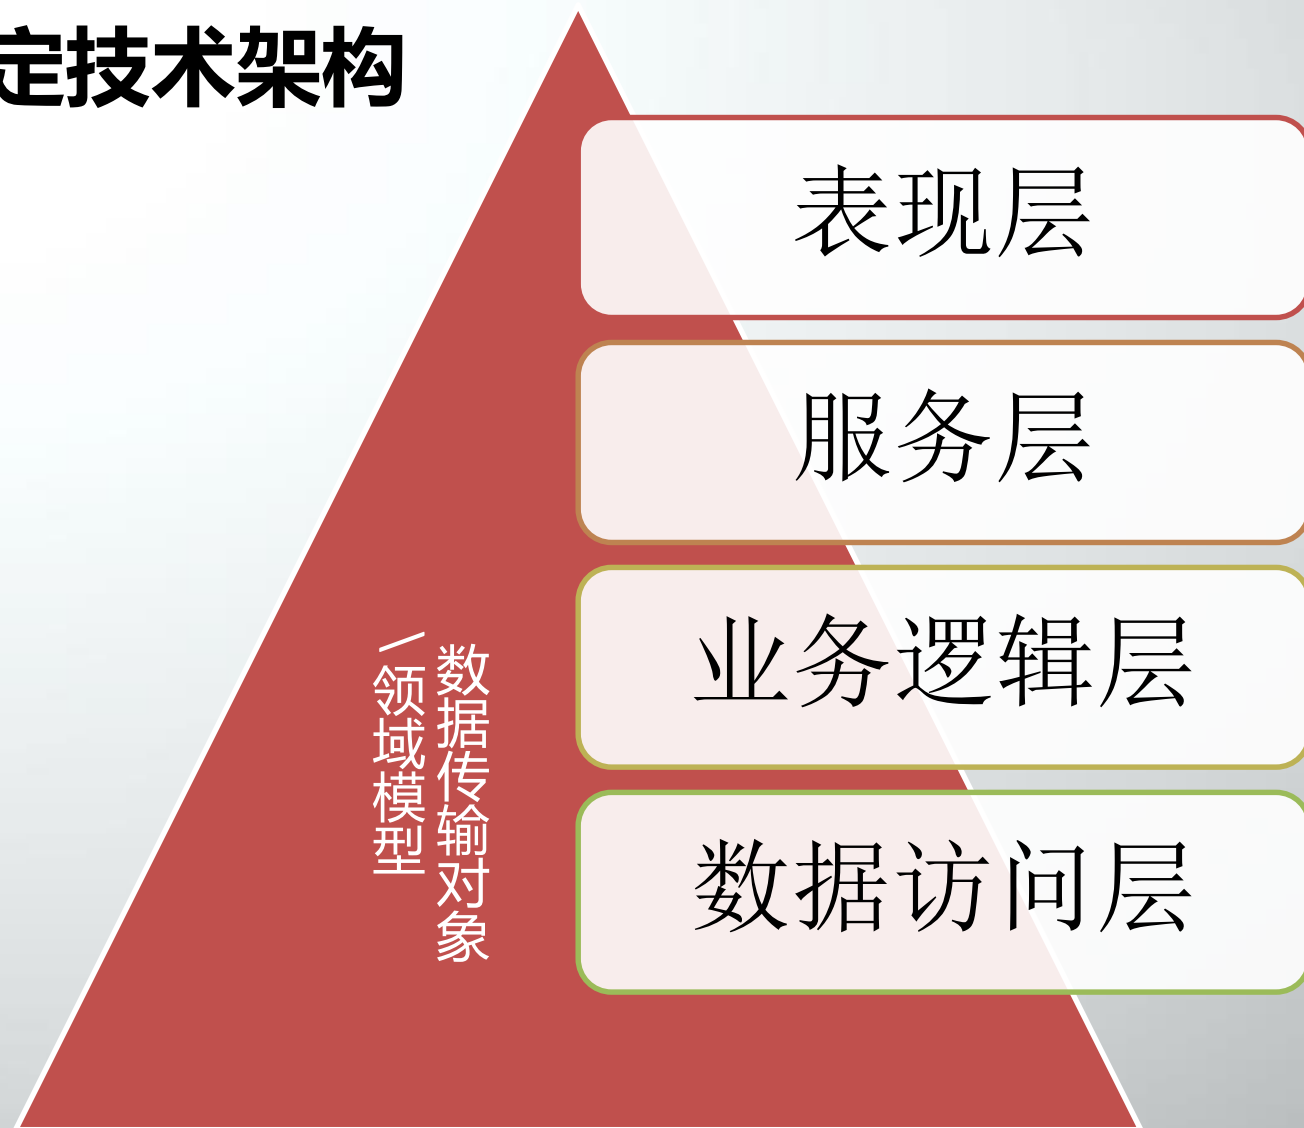 定技术架构
表现层
服务层
业务逻辑层
数据访问层
数据传输对象
/领域模型